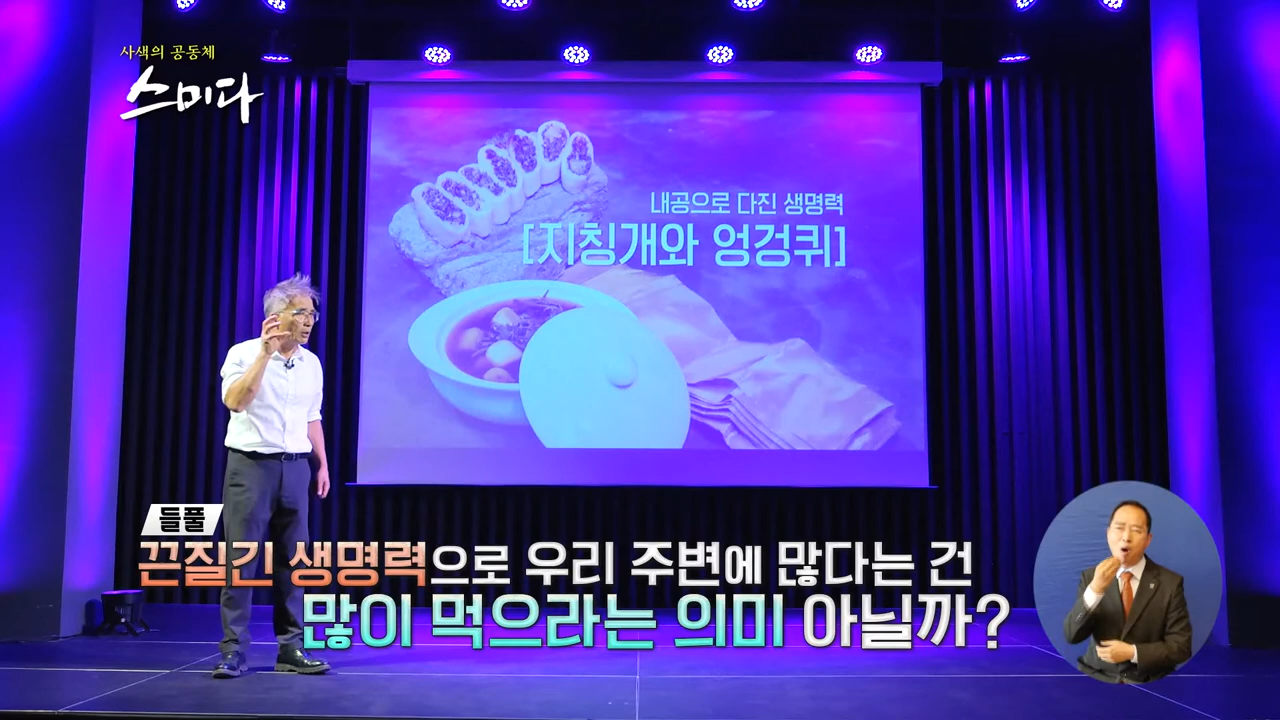 사색의 공동체
스미다
내공으로 다진 생명력
[지칭개와 엉겅퀴]
들풀
끈질긴 생명력으로 우리 주변에 많다는 건
많이 먹으라는 의미 아닐까?